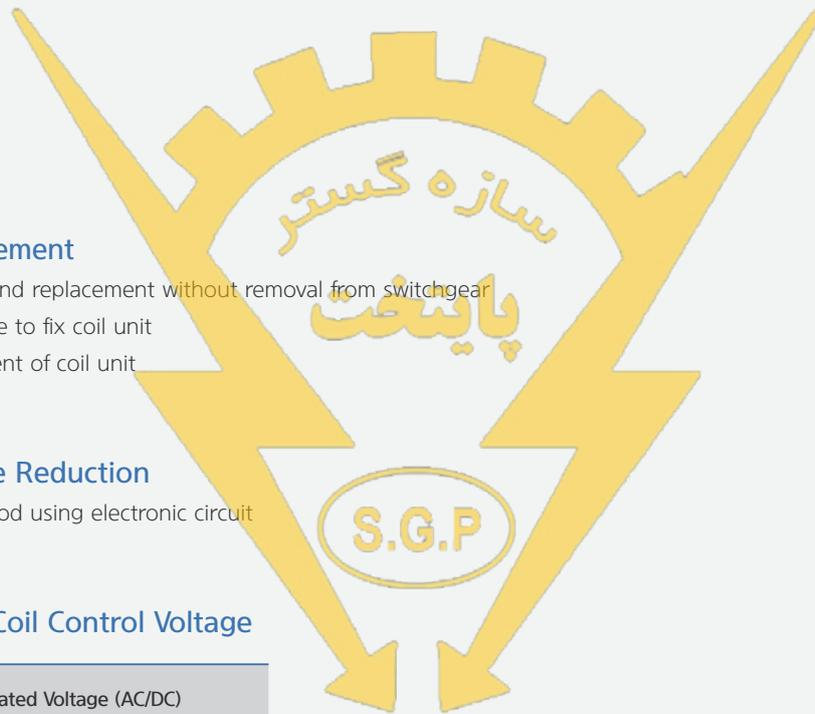 سازه گستر
پایتخت
ement
nd replacement without removal from switchgear
e to fix coil unit
ent of coil unit
e Reduction
od using electronic circuit
S.G.P
Coil Control Voltage
ated Voltage (AC/DC)